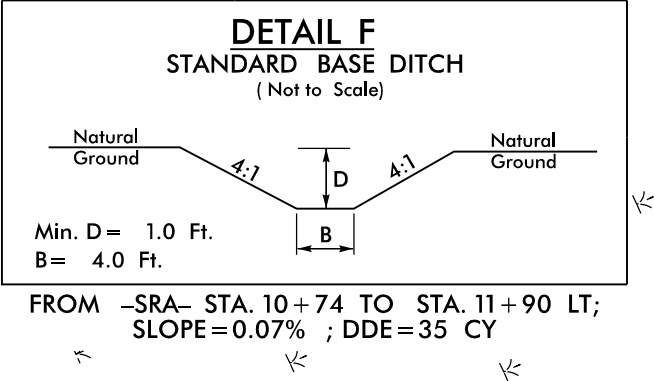 DETAIL F
STANDARD BASE DITCH
( Not to Scale)
Natural
Ground
4:1
D
4:1
Natural
Ground
B
Min. D = 1.0 Ft.
B= 4.0 Ft.
FROM -SRA- STA. 10+74 TO STA. 11+90 LT;
SLOPE=0.07% ; DDE=35 CY